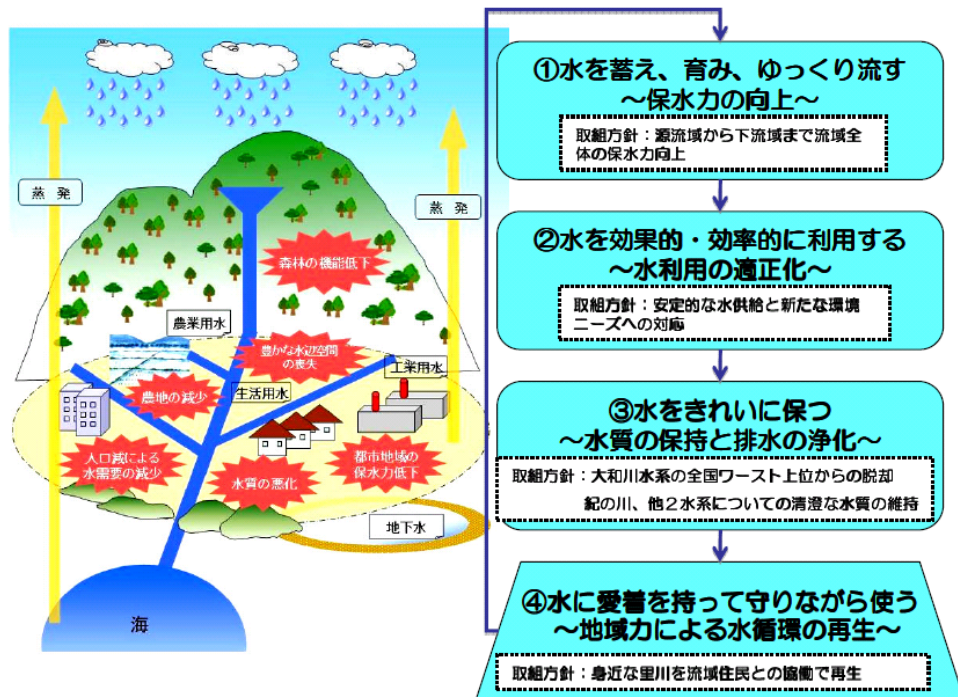 蒸 発
蒸 発
森林の機能低下
農業用水
豊かな水辺空間
の喪失
工業用水
農地の減少
生活用水
人口減による
水需要の減少
水質の悪化
都市地域の
保水力低下
地下水
海
①水を蓄え、育み、ゆっくり流す
～保水力の向上～
取組方針：源流域から下流域まで流域全
体の保水力向上
②水を効果的・効率的に利用する
～水利用の適正化～
取組方針：安定的な水供給と新たな環境
ニーズへの対応
③水をきれいに保つ
～水質の保持と排水の浄化～
取組方針：大和川水系の全国ワースト上位からの脱却
紀の川、他２水系についての清澄な水質の維持
④水に愛着を持って守りながら使う
～地域力による水循環の再生～
取組方針：身近な里川を流域住民との協働で再生